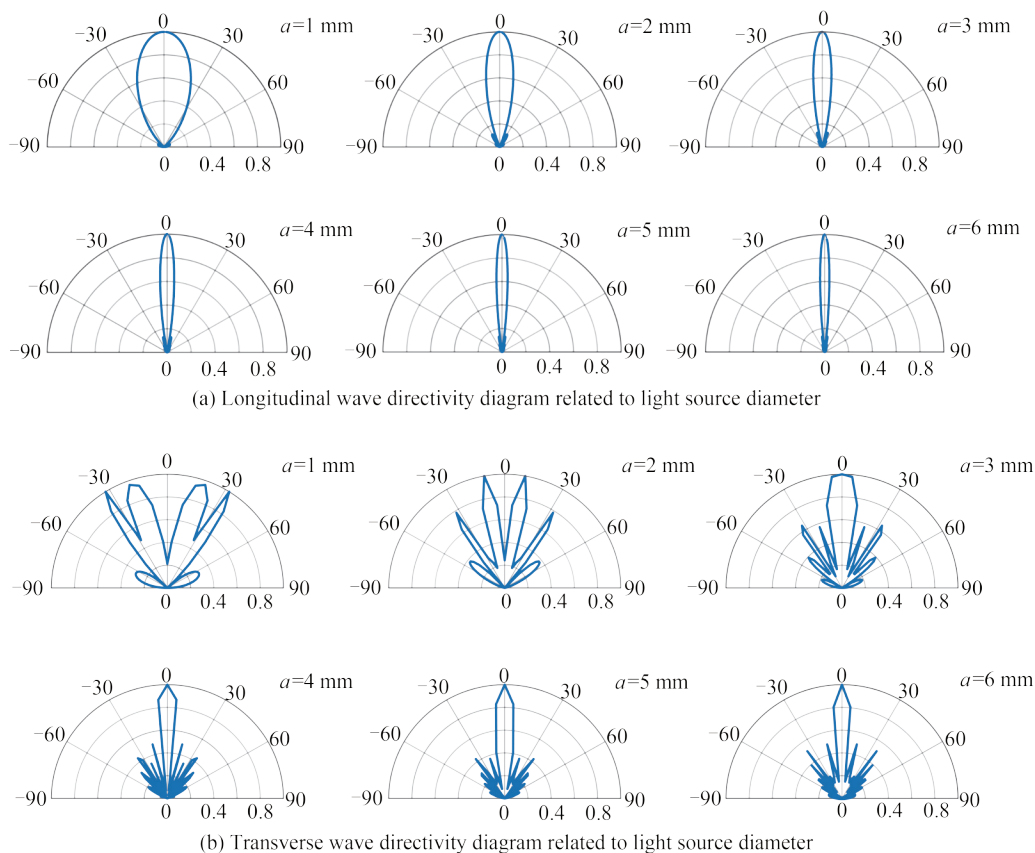 0 a=1 mm 0 a=2 mm 0 a=3 mm
−30 30 −30 30 −30 30
−60 60 −60 60 −60 60
−90 90 −90 90 −90 90
0 0.4 0.8 0 0.4 0.8 0 0.4 0.8
0 a=4 mm 0 a=5 mm 0 a=6 mm
−30 30 −30 30 −30 30
−60 60 −60 60 −60 60
−90 90 −90 90 −90 90
0 0.4 0.8 0 0.4 0.8 0 0.4 0.8
(a) Longitudinal wave directivity diagram related to light source diameter
0 a=1 mm 0 a=2 mm 0 a=3 mm
−30 30 −30 30 −30 30
−60 60 −60 60 −60 60
−90 90 −90 90 −90 90
0 0.4 0.8 0 0.4 0.8 0 0.4 0.8
0 a=4 mm 0 a=5 mm 0 a=6 mm
−30 30 −30 30 −30 30
−60 60 −60 60 −60 60
−90 90 −90 90 −90 90
0 0.4 0.8 0 0.4 0.8 0 0.4 0.8
(b) Transverse wave directivity diagram related to light source diameter